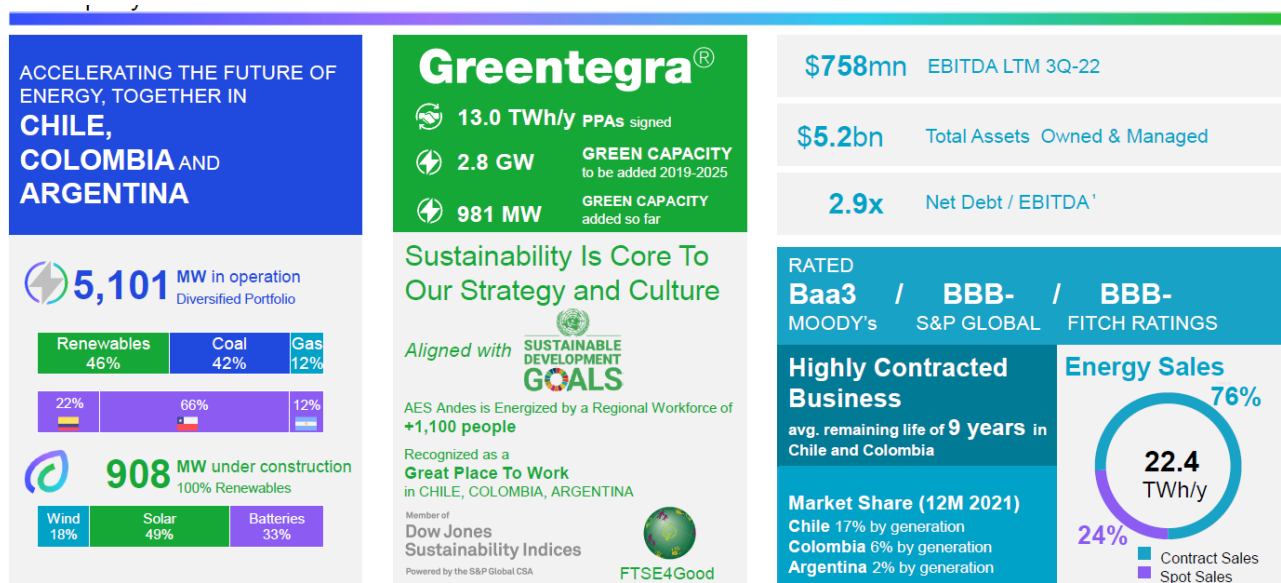 ACCELERATING THE FUTURE OF
ENERGY, TOGETHER IN
CHILE,
COLOMBIA AND
ARGENTINA
5,101 MW in operation
Diversified Portfolio
Renewables
46%
Coal
42%
Gas
12%
22%
66%
12%
908 MW under construction
100% Renewables
Wind
18%
Solar
49%
Batteries
33%
Greentegra®
13.0 TWh/y PPAs signed
2.8 GW GREEN CAPACITY
to be added 2019-2025
981 MW GREEN CAPACITY
added so far
Sustainability Is Core To
Our Strategy and Culture
Aligned with
SUSTAINABLE
DEVELOPMENT
GOALS
AES Andes is Energized by a Regional Workforce of
+1,100 people
Recognized as a
Great Place To Work
in CHILE, COLOMBIA, ARGENTINA
Member of
Dow Jones
Sustainability Indices
Powered by the S&P Global CSA
FTSE4Good
$758mn EBITDA LTM 3Q-22
$5.2bn Total Assets Owned & Managed
2.9x Net Debt / EBITDA¹
RATED
Baa3 / BBB- / BBB-
MOODY's S&P GLOBAL FITCH RATINGS
Highly Contracted
Business
avg. remaining life of 9 years in
Chile and Colombia
Market Share (12M 2021)
Chile 17% by generation
Colombia 6% by generation
Argentina 2% by generation
Energy Sales
76%
22.4
TWh/y
24%
Contract Sales
Spot Sales